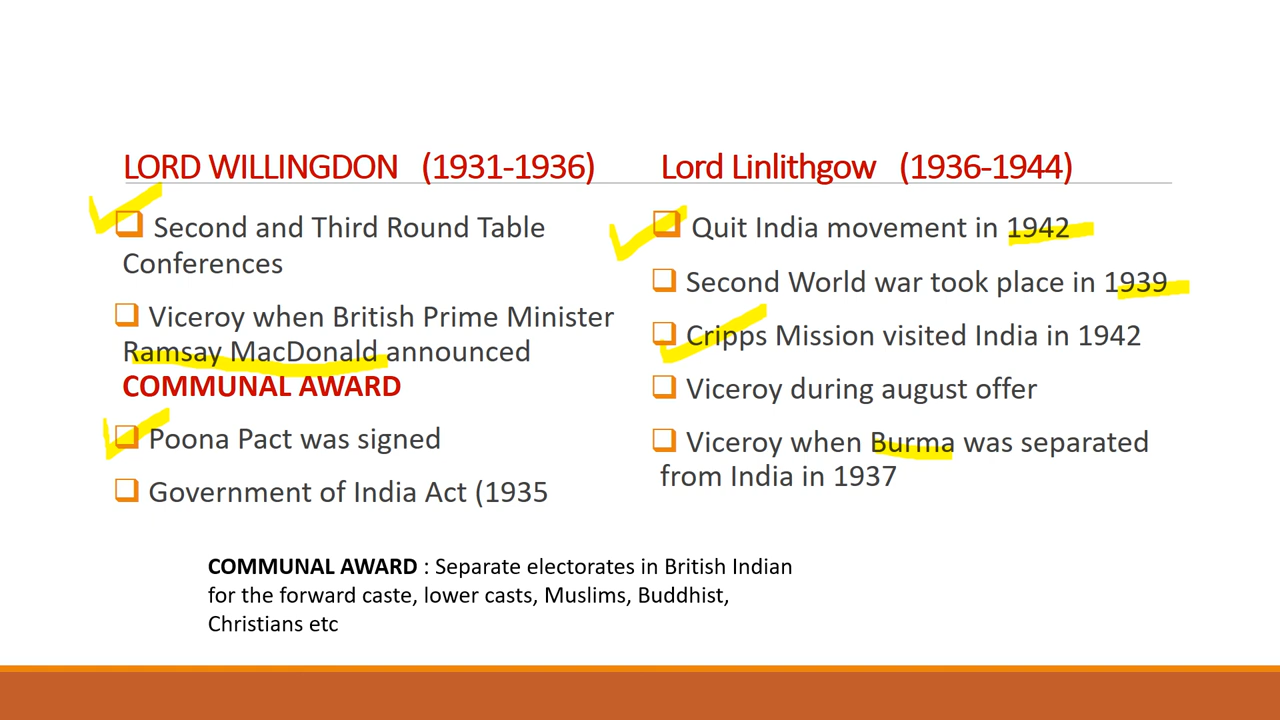 LORD WILLINGDON (1931-1936)
Second and Third Round Table
Conferences
Viceroy when British Prime Minister
Ramsay MacDonald announced
COMMUNAL AWARD
Poona Pact was signed
Government of India Act (1935
Lord Linlithgow (1936-1944)
Quit India movement in 1942
Second World war took place in 1939
Cripps Mission visited India in 1942
Viceroy during august offer
Viceroy when Burma was separated
from India in 1937
COMMUNAL AWARD : Separate electorates in British Indian
for the forward caste, lower casts, Muslims, Buddhist,
Christians etc